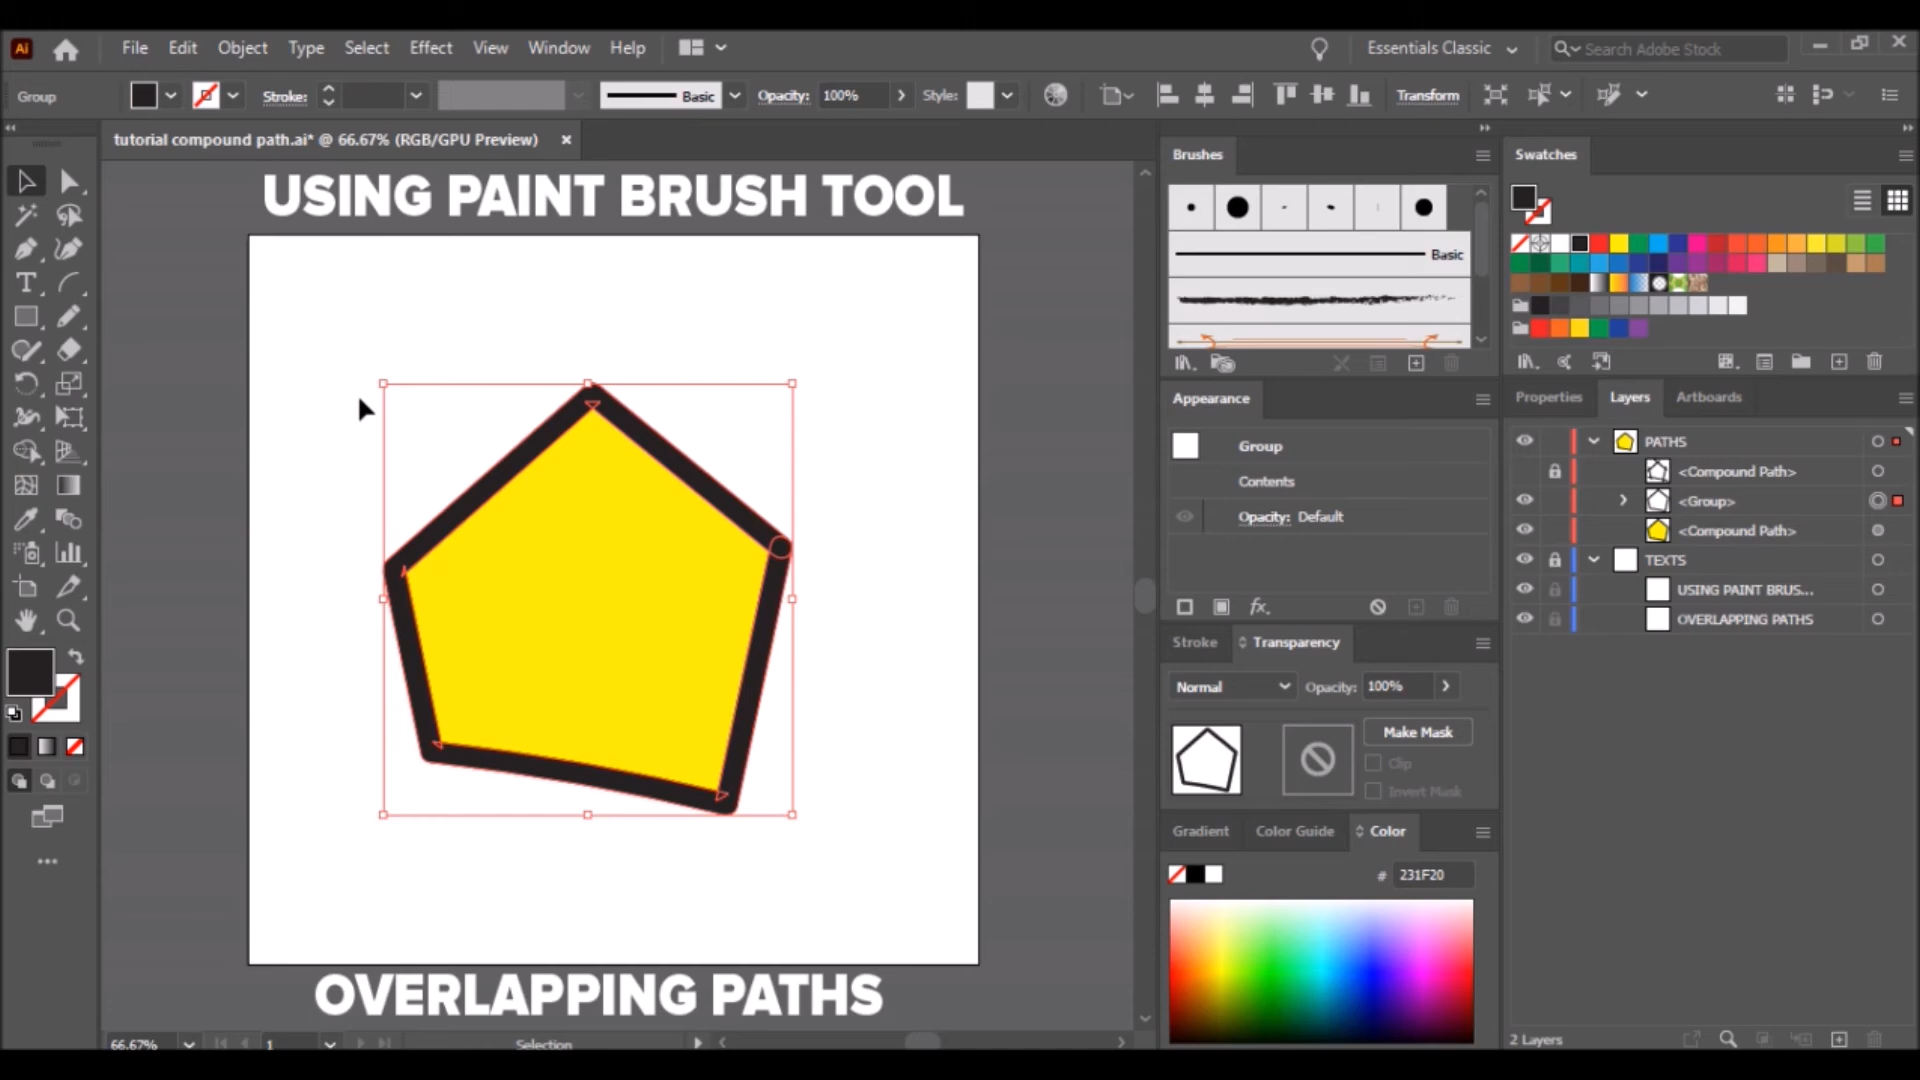 Ai File Edit Object Type Select Effect View Window Help Essentials Classic Search Adobe Stock
Group Stroke: Basic Opacity: 100% Style: Transform
tutorial compound path.ai* @ 66.67% (RGB/GPU Preview)
USING PAINT BRUSH TOOL
OVERLAPPING PATHS
66.67% 1 Selection
Brushes
Basic
Appearance
Group
Contents
Opacity: Default
fx.
Stroke Transparency
Normal Opacity: 100%
Make Mask
Clip
Invert Mask
Gradient Color Guide Color
# 231F20
Swatches
Properties Layers Artboards
PATHS
<Compound Path>
<Group>
<Compound Path>
TEXTS
USING PAINT BRUS...
OVERLAPPING PATHS
2 Layers